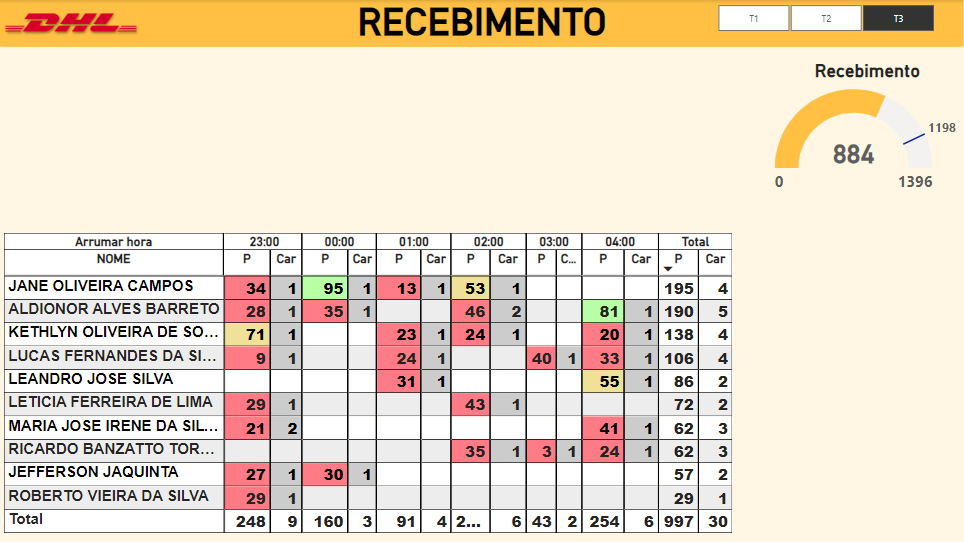 DHL RECEBIMENTO T1 T2 T3
Recebimento
1198
884
0 1396
Arrumar hora 23:00 00:00 01:00 02:00 03:00 04:00 Total
NOME P Car P Car P Car P Car P C... P Car P Car
JANE OLIVEIRA CAMPOS 34 1 95 1 13 1 53 1 195 4
ALDIONOR ALVES BARRETO 28 1 35 1 46 2 81 1 190 5
KETHLYN OLIVEIRA DE SO... 71 1 23 1 24 1 20 1 138 4
LUCAS FERNANDES DA SI... 9 1 24 1 40 1 33 1 106 4
LEANDRO JOSE SILVA 31 1 55 1 86 2
LETICIA FERREIRA DE LIMA 29 1 43 1 72 2
MARIA JOSE IRENE DA SIL... 21 2 41 1 62 3
RICARDO BANZATTO TOR... 35 1 3 1 24 1 62 3
JEFFERSON JAQUINTA 27 1 30 1 57 2
ROBERTO VIEIRA DA SILVA 29 1 29 1
Total 248 9 160 3 91 4 2... 6 43 2 254 6 997 30